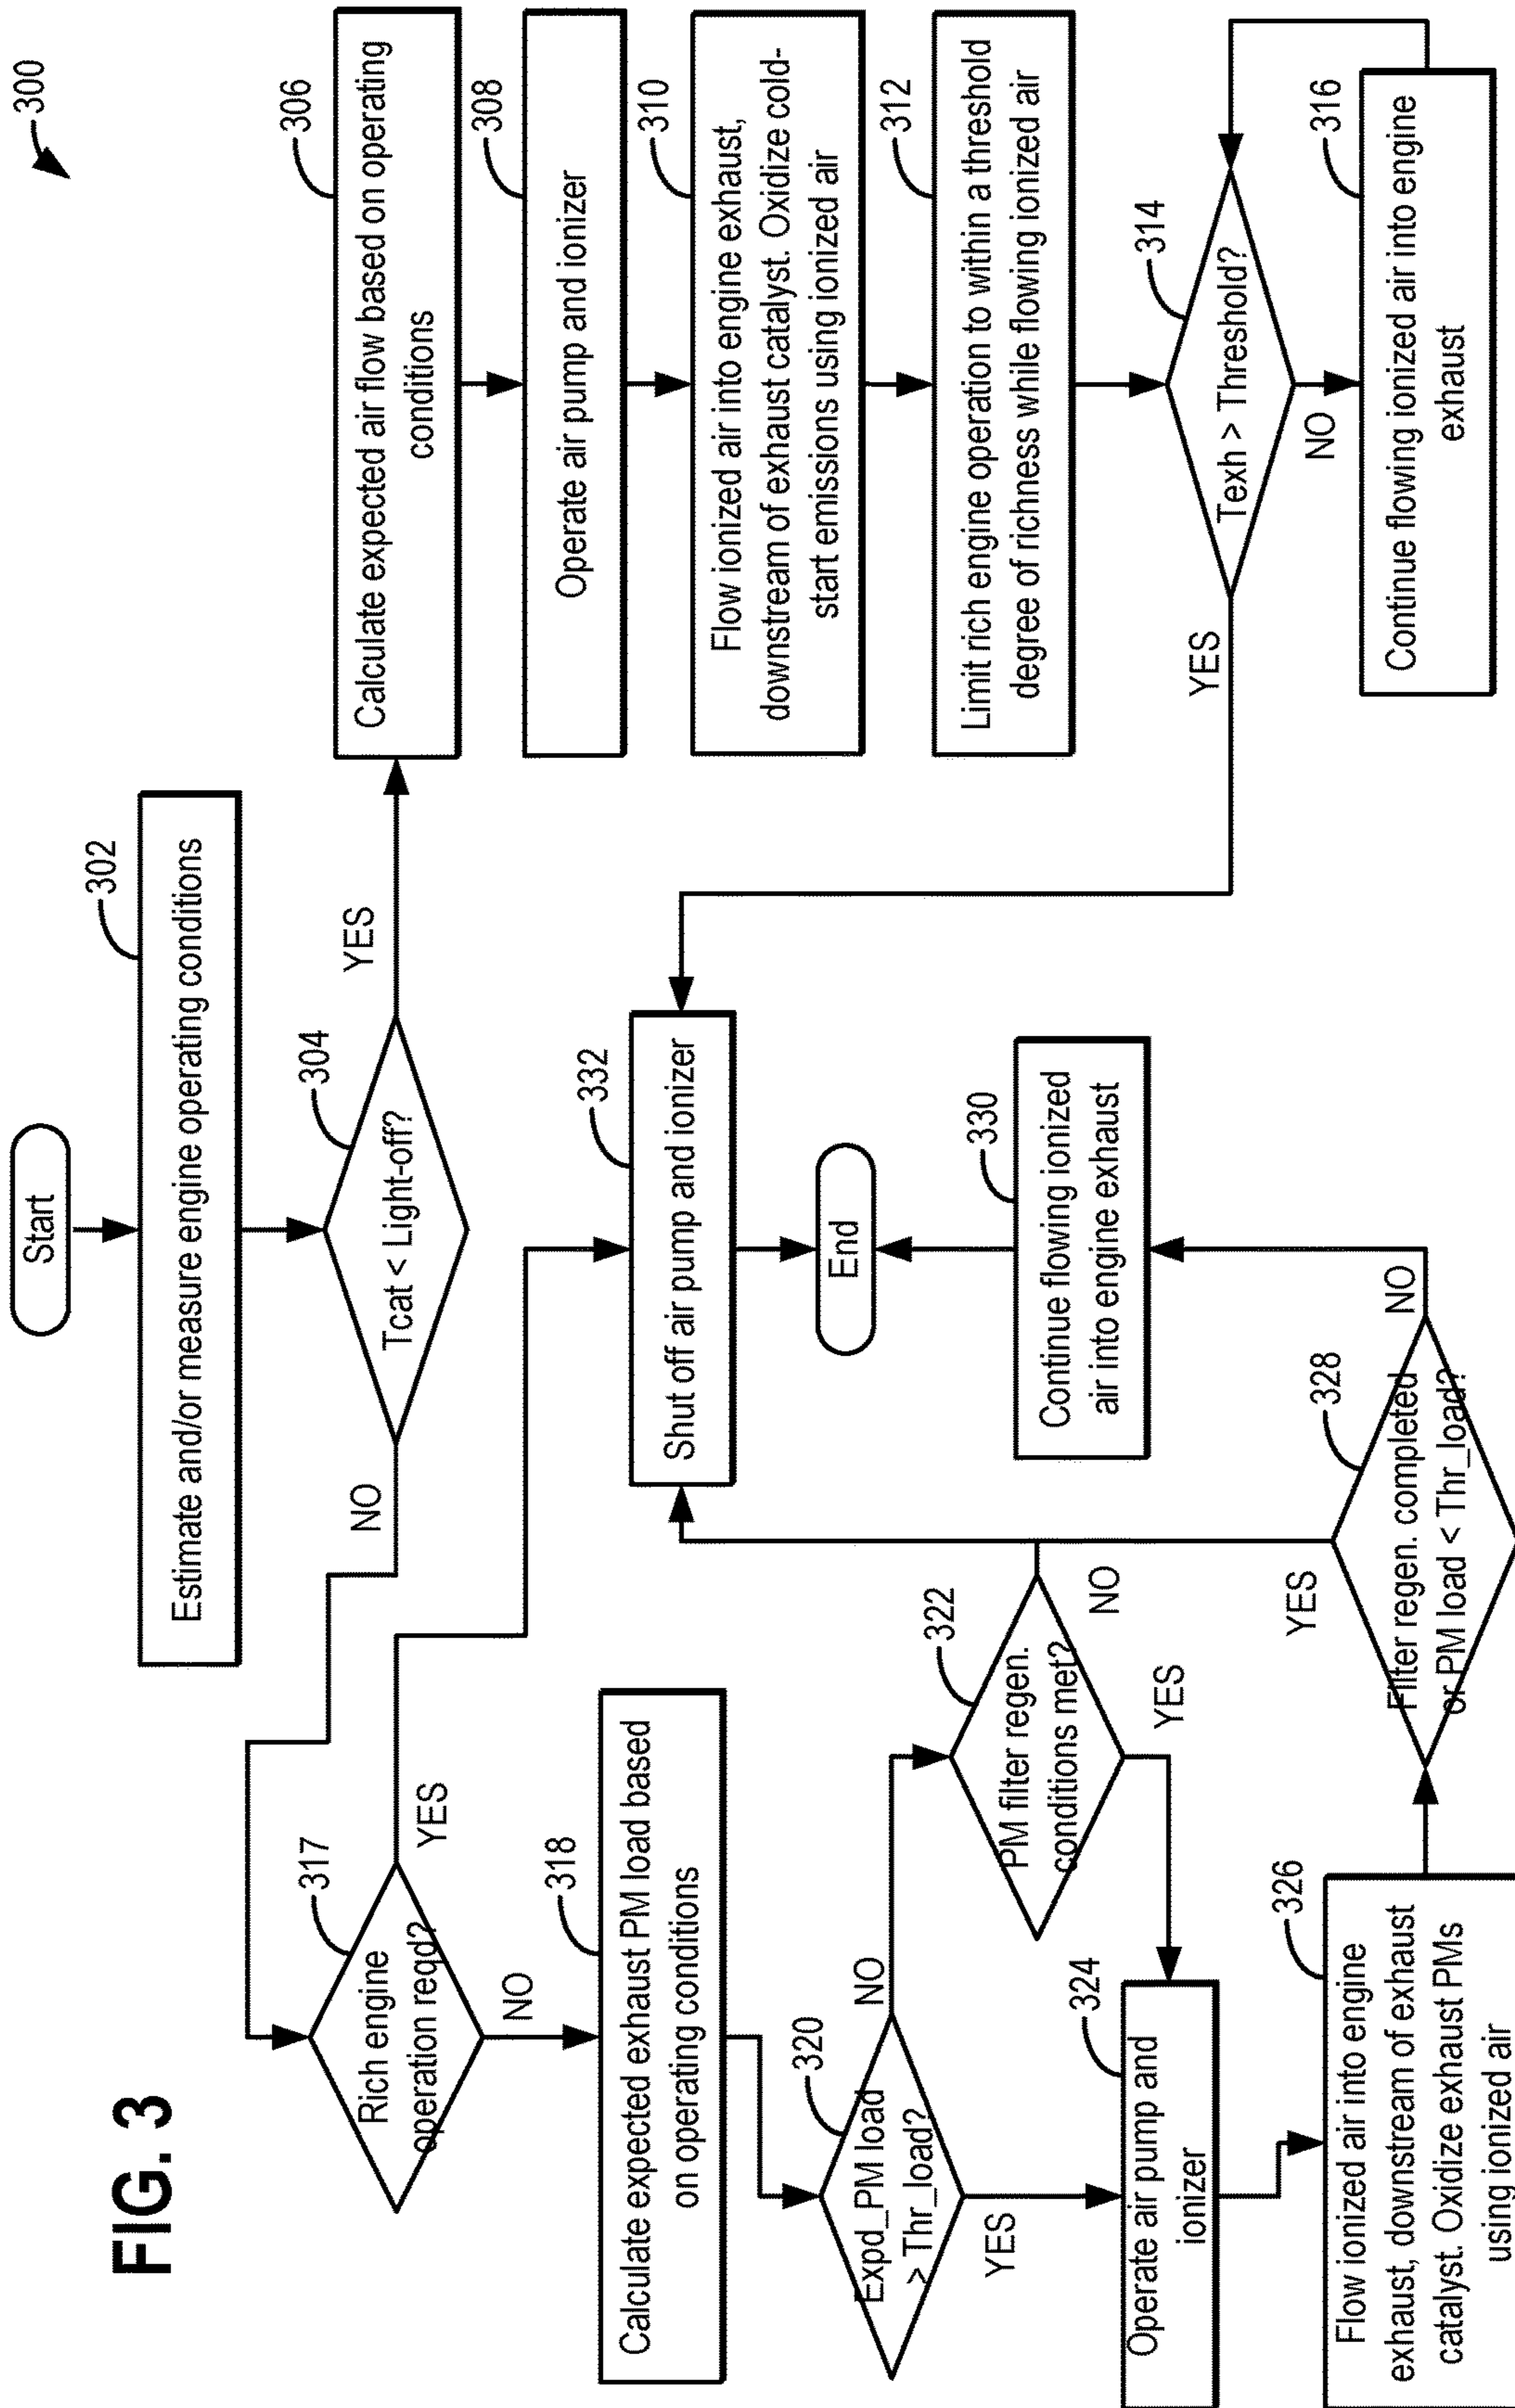 FIG. 3
300
Start
302
Estimate and/or measure engine operating conditions
304
Tcat < Light-off?
YES
NO
306
Calculate expected air flow based on operating
conditions
308
Operate air pump and ionizer
310
Flow ionized air into engine exhaust,
downstream of exhaust catalyst. Oxidize cold-
start emissions using ionized air
312
Limit rich engine operation to within a threshold
degree of richness while flowing ionized air
314
Texh > Threshold?
YES
NO
316
Continue flowing ionized air into engine
exhaust
317
Rich engine
operation reqd?
YES
NO
318
Calculate expected exhaust PM load based
on operating conditions
320
Expd_PM load
> Thr_load?
NO
YES
322
PM filter regen.
conditions met?
NO
YES
324
Operate air pump and
ionizer
326
Flow ionized air into engine
exhaust, downstream of exhaust
catalyst. Oxidize exhaust PMs
using ionized air
328
Filter regen. completed
or PM load < Thr_load?
YES
NO
330
Continue flowing ionized
air into engine exhaust
332
Shut off air pump and ionizer
End